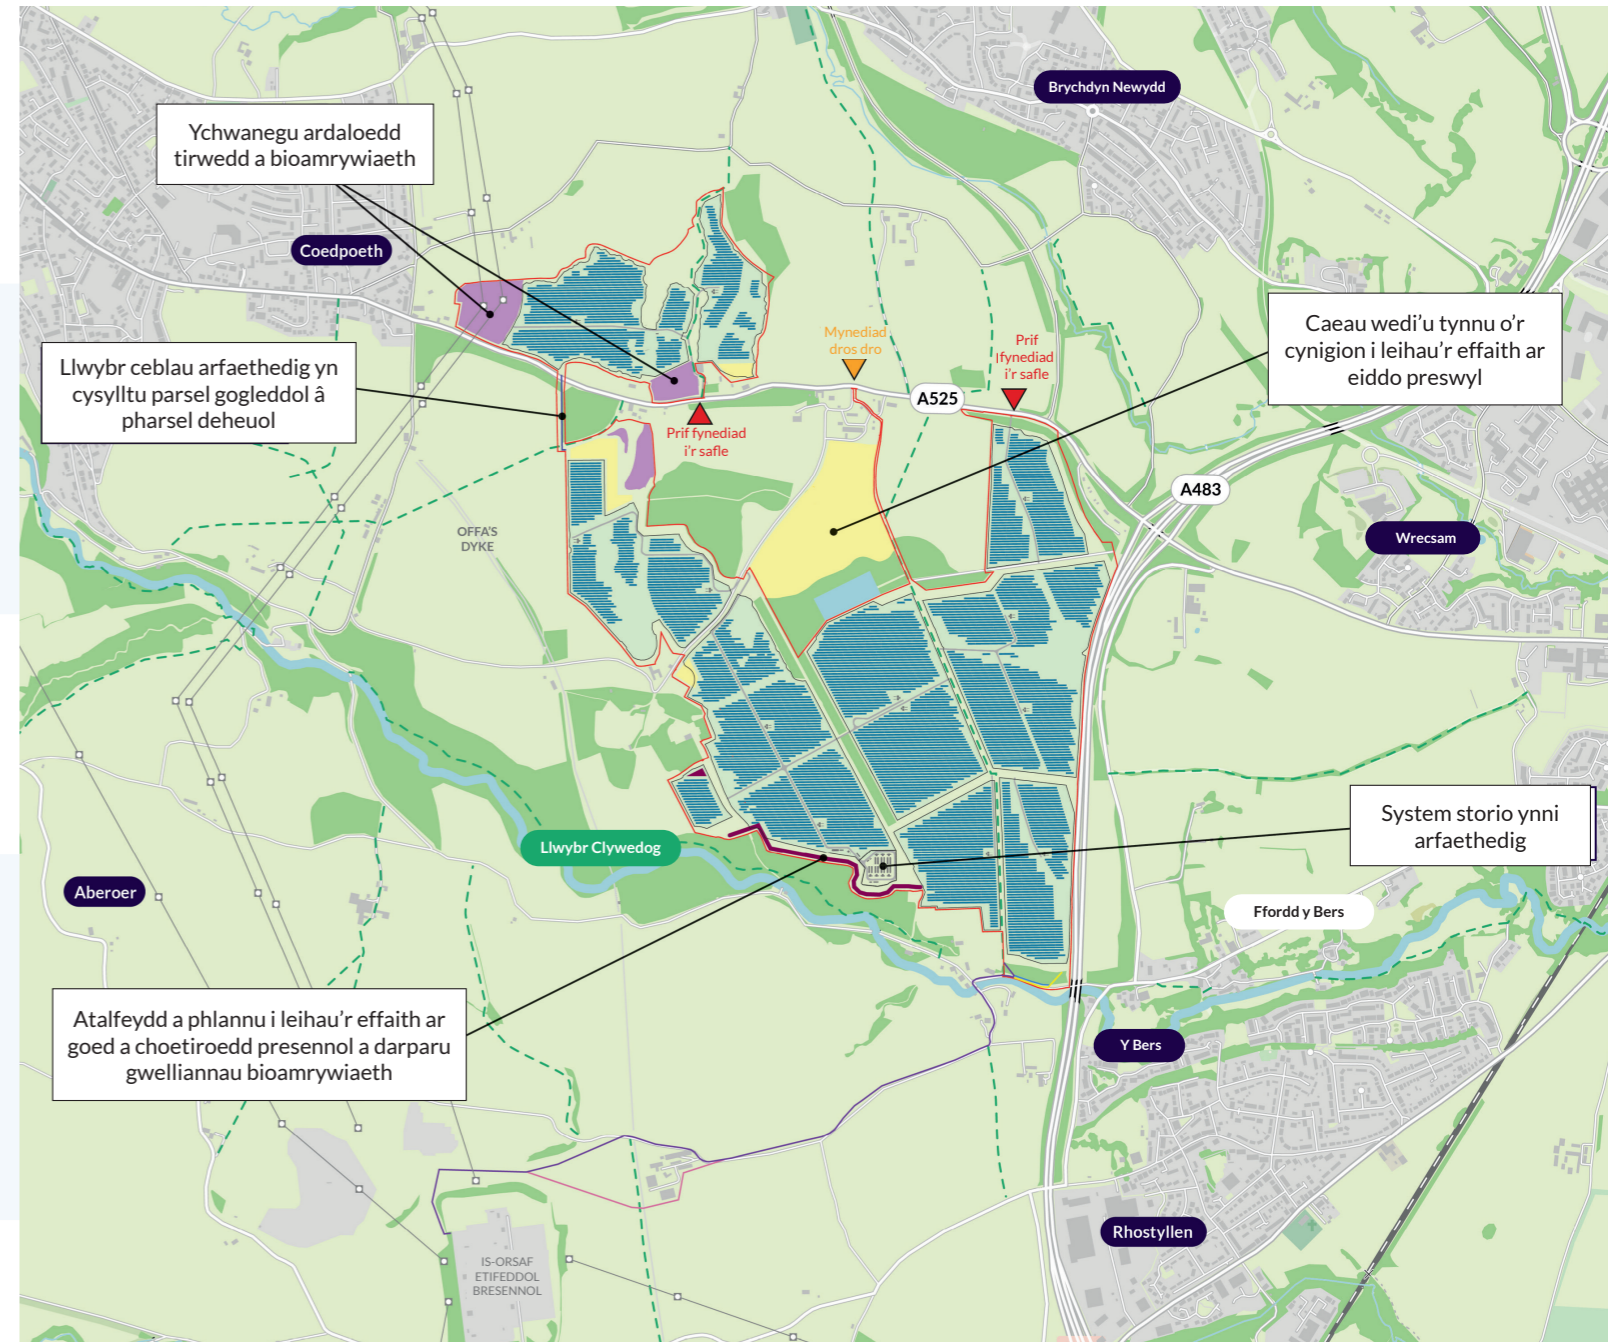 Brychdyn Newydd
Ychwanegu ardaloedd
tirwedd a bioamrywiaeth
Coedpoeth
Caeau wedi'u tynnu o'r
cynigion i leihau'r effaith ar
eiddo preswyl
Mynediad
dros dro
Prif
fynediad
i'r safle
Llwybr ceblau arfaethedig yn
cysylltu parsel gogleddol â
pharsel deheuol
A525
Prif fynediad
i'r safle
A483
OFFA'S
DYKE
Wrecsam
System storio ynni
arfaethedig
Llwybr Clywedog
Aberoer
Ffordd y Bers
Atalfeydd a phlannu i leihau'r effaith ar
goed a choetiroedd presennol a darparu
gwelliannau bioamrywiaeth
Y Bers
Rhostyllen
IS-ORSAF
ETIFEDDOL
BRESENNOL